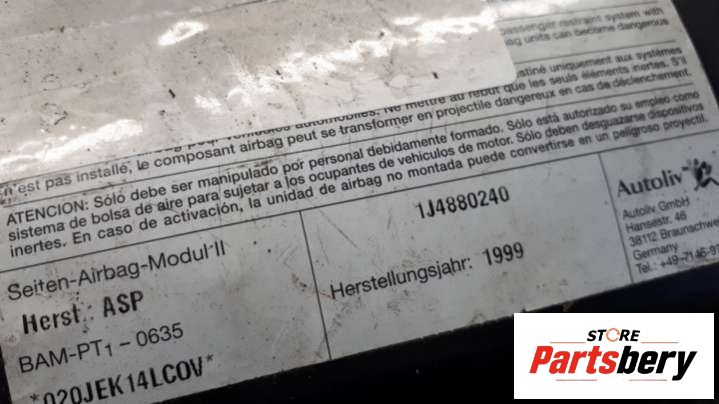 passenger restraint system with
bag units can become dangerous
destiné uniquement aux systèmes
automobiles. Ne mettre au rebut que les seuls éléments inertes. S'il
n'est pas installé, le composant airbag peut se transformer en projectile dangereux en cas de déclenchement.
ATENCION: Sólo debe ser manipulado por personal debidamente formado. Sólo está autorizado su empleo como
sistema de bolsa de aire para sujetar a los ocupantes de vehículos de motor. Sólo deben desguazarse dispositivos
inertes. En caso de activación, la unidad de airbag no montada puede convertirse en un peligroso proyectil.
Seiten-Airbag-Modul-II
Herst.: ASP
BAM-PT1-0635
*020JEK14LCOV*
1J4880240
Herstellungsjahr: 1999
Autoliv
Autoliv GmbH
Hansestr. 46
38112 Braunschwe
Germany
Tel.: +49-7146-9
STORE
Partsbery